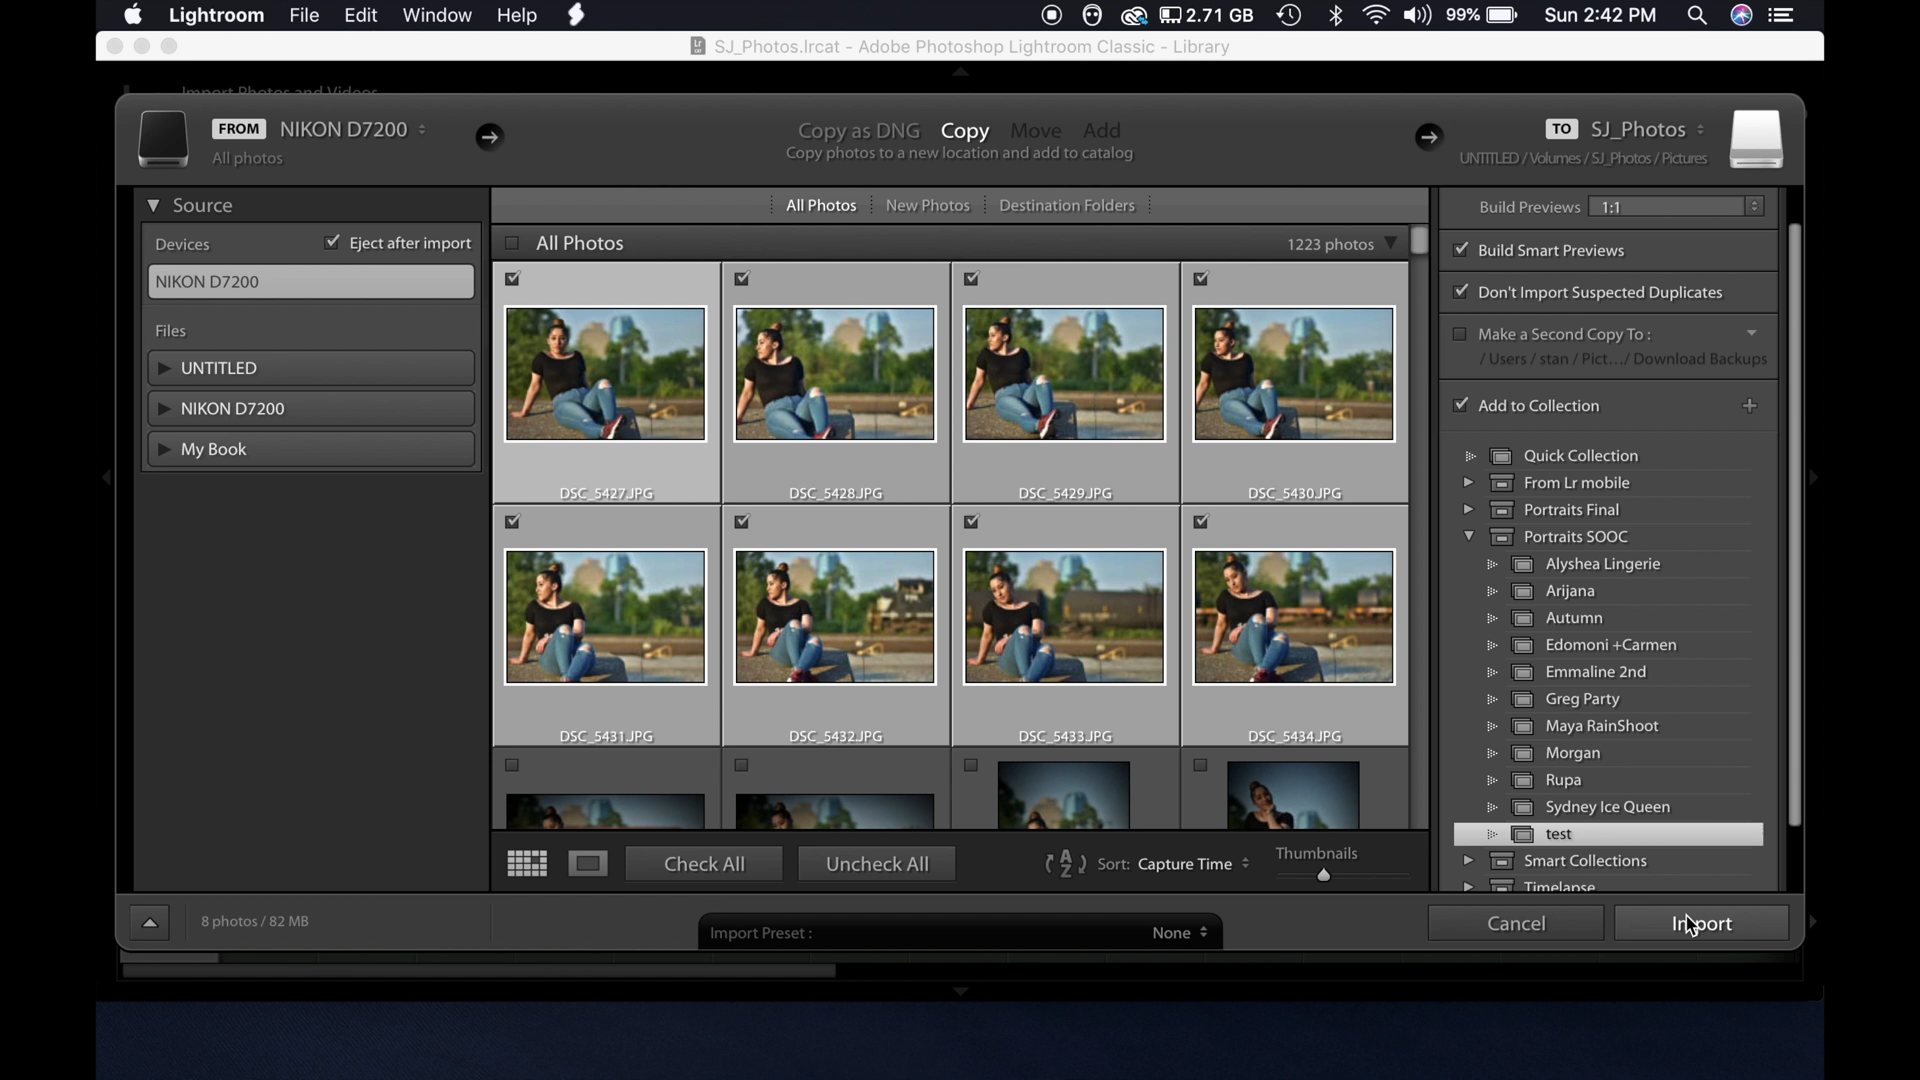 Lightroom File Edit Window Help 2.71 GB 99% Sun 2:42 PM
SJ_Photos.lrcat - Adobe Photoshop Lightroom Classic - Library
Import Photos and Videos
FROM NIKON D7200
All photos
Copy as DNG Copy Move Add
Copy photos to a new location and add to catalog
TO SJ_Photos
UNTITLED / Volumes / SJ_Photos / Pictures
Source
Devices Eject after import
NIKON D7200
Files
UNTITLED
NIKON D7200
My Book
All Photos New Photos Destination Folders
All Photos 1223 photos
DSC_5427.JPG DSC_5428.JPG DSC_5429.JPG DSC_5430.JPG
DSC_5431.JPG DSC_5432.JPG DSC_5433.JPG DSC_5434.JPG
Check All Uncheck All Sort: Capture Time Thumbnails
Build Previews 1:1
Build Smart Previews
Don't Import Suspected Duplicates
Make a Second Copy To :
/ Users / stan / Pict.../ Download Backups
Add to Collection
Quick Collection
From Lr mobile
Portraits Final
Portraits SOOC
Alyshea Lingerie
Arijana
Autumn
Edomoni +Carmen
Emmaline 2nd
Greg Party
Maya RainShoot
Morgan
Rupa
Sydney Ice Queen
test
Smart Collections
Timelapse
8 photos / 82 MB
Import Preset : None
Cancel Import